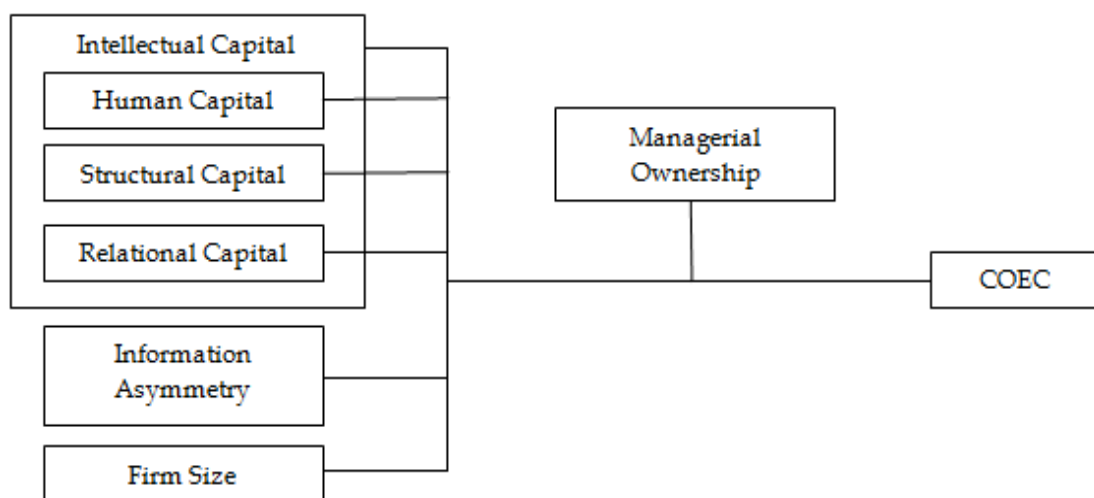 Intellectual Capital
Human Capital
Structural Capital
Relational Capital
Information
Asymmetry
Firm Size
Managerial
Ownership
COEC